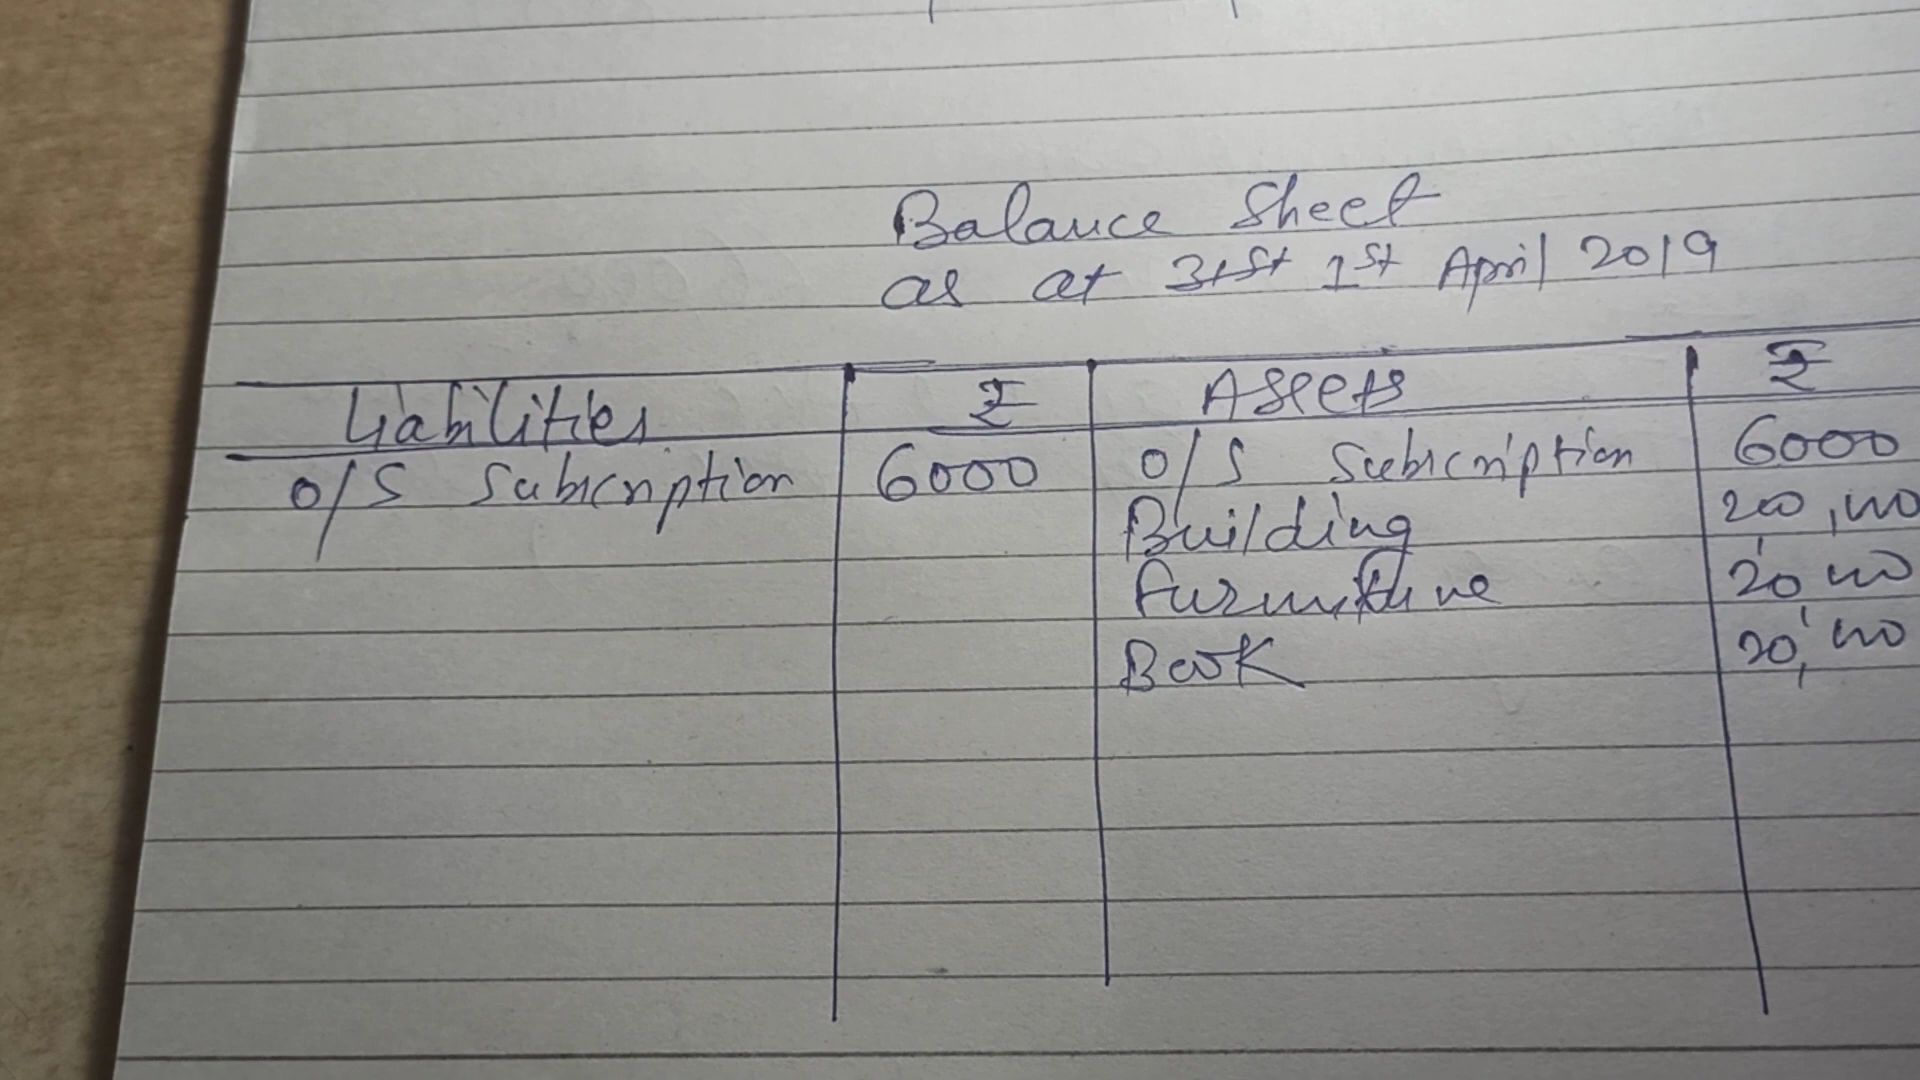 Balance Sheet
as at 31st 1st April 2019
Liabilities ₹ Assets ₹
o/s Subscription 6000 o/s Subscription 6000
Building 200,000
Furniture 20,000
Book 20,000